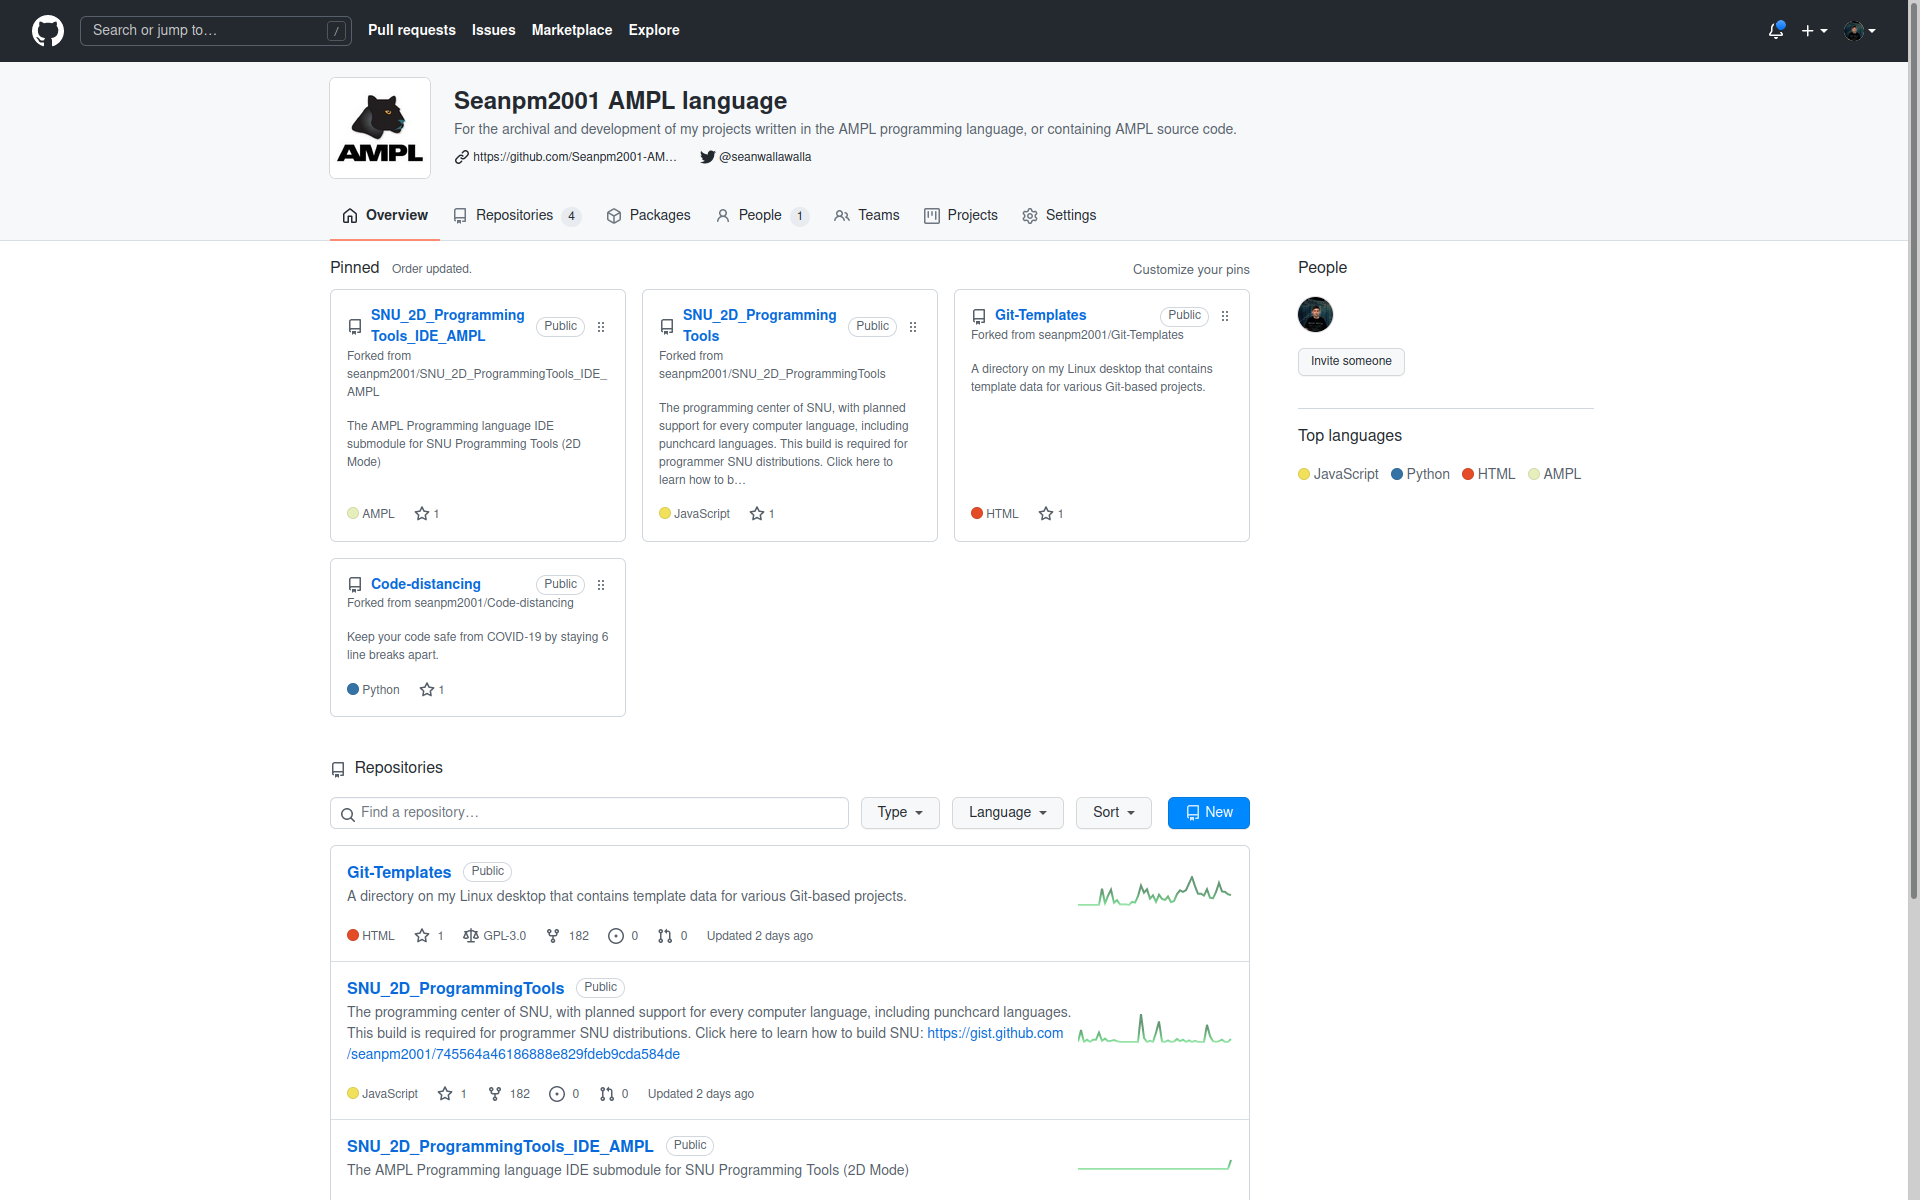 Search or jump to…
/
Pull requests
Issues
Marketplace
Explore
AMPL
Seanpm2001 AMPL language
For the archival and development of my projects written in the AMPL programming language, or containing AMPL source code.
https://github.com/Seanpm2001-AM…
@seanwallawalla
Overview
Repositories 4
Packages
People 1
Teams
Projects
Settings
Pinned
Order updated.
Customize your pins
SNU_2D_Programming
Tools_IDE_AMPL
Public
Forked from
seanpm2001/SNU_2D_ProgrammingTools_IDE_
AMPL
The AMPL Programming language IDE
submodule for SNU Programming Tools (2D
Mode)
AMPL
1
SNU_2D_Programming
Tools
Public
Forked from
seanpm2001/SNU_2D_ProgrammingTools
The programming center of SNU, with planned
support for every computer language, including
punchcard languages. This build is required for
programmer SNU distributions. Click here to
learn how to b…
JavaScript
1
Git-Templates
Public
Forked from seanpm2001/Git-Templates
A directory on my Linux desktop that contains
template data for various Git-based projects.
HTML
1
Code-distancing
Public
Forked from seanpm2001/Code-distancing
Keep your code safe from COVID-19 by staying 6
line breaks apart.
Python
1
People
Invite someone
Top languages
JavaScript
Python
HTML
AMPL
Repositories
Find a repository…
Type
Language
Sort
New
Git-Templates
Public
A directory on my Linux desktop that contains template data for various Git-based projects.
HTML
1
GPL-3.0
182
0
0
Updated 2 days ago
SNU_2D_ProgrammingTools
Public
The programming center of SNU, with planned support for every computer language, including punchcard languages.
This build is required for programmer SNU distributions. Click here to learn how to build SNU: https://gist.github.com
/seanpm2001/745564a46186888e829fdeb9cda584de
JavaScript
1
182
0
0
Updated 2 days ago
SNU_2D_ProgrammingTools_IDE_AMPL
Public
The AMPL Programming language IDE submodule for SNU Programming Tools (2D Mode)